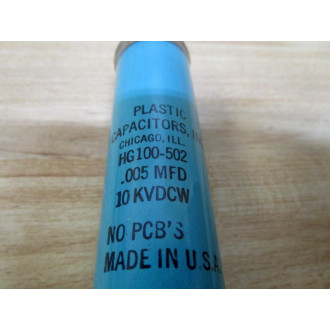 PLASTIC
CAPACITORS,
CHICAGO, ILL.
HG100-502
.005 MFD
10 KVDCW
NO PCB'S
MADE IN U.S.A.